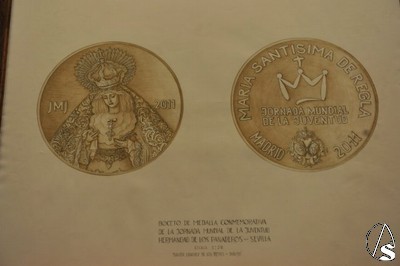 JMJ 2011
MARIA SANTISIMA DE REGLA
JORNADA MUNDIAL
DE LA JUVENTUD
MADRID 2011
BOCETO DE MEDALLA CONMEMORATIVA
DE LA JORNADA MUNDIAL DE LA JUVENTUD
HERMANDAD DE LOS PANADEROS - SEVILLA